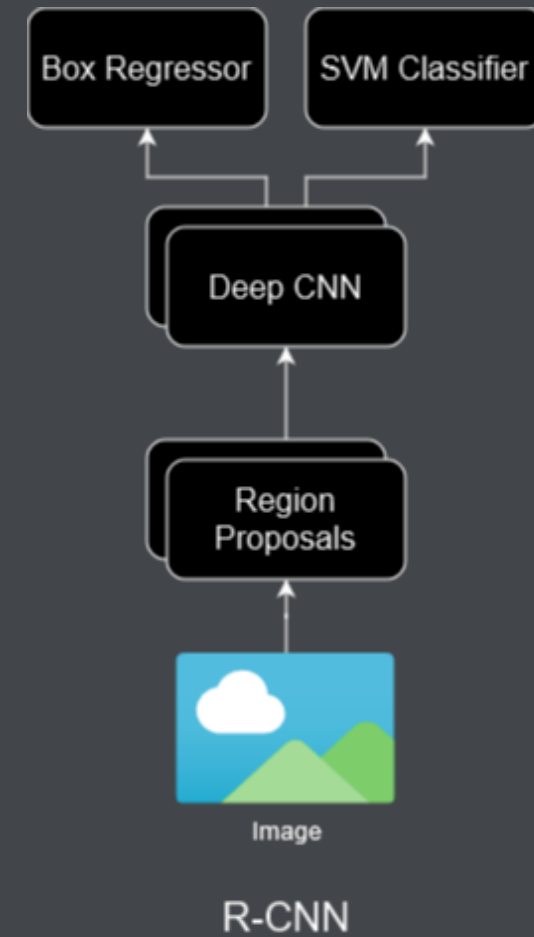 Box Regressor
SVM Classifier
Deep CNN
Region
Proposals
Image
R-CNN